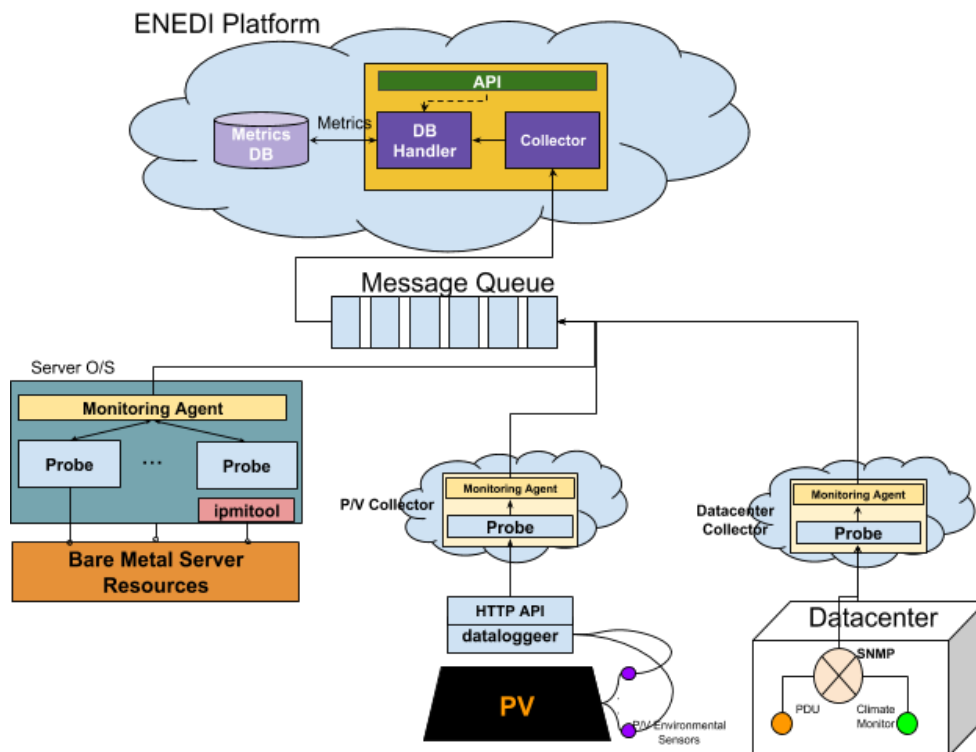 ENEDI Platform
API
Metrics
DB
Metrics
DB
Handler
Collector
Message Queue
Server O/S
Monitoring Agent
Probe
...
Probe
ipmitool
Bare Metal Server
Resources
P/V Collector
Monitoring Agent
Probe
HTTP API
dataloggeer
PV
P/V Environmental
Sensors
Datacenter
Collector
Monitoring Agent
Probe
Datacenter
SNMP
PDU
Climate
Monitor